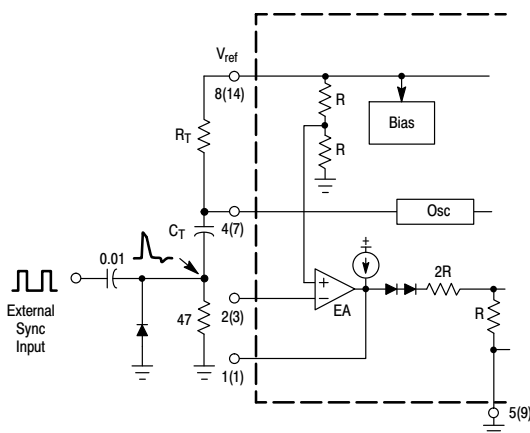 V_ref
8(14)
R
Bias
R_T
R
4(7)
Osc
C_T
0.01
External
Sync
Input
47
2(3)
+
−
EA
+
2R
R
1(1)
5(9)